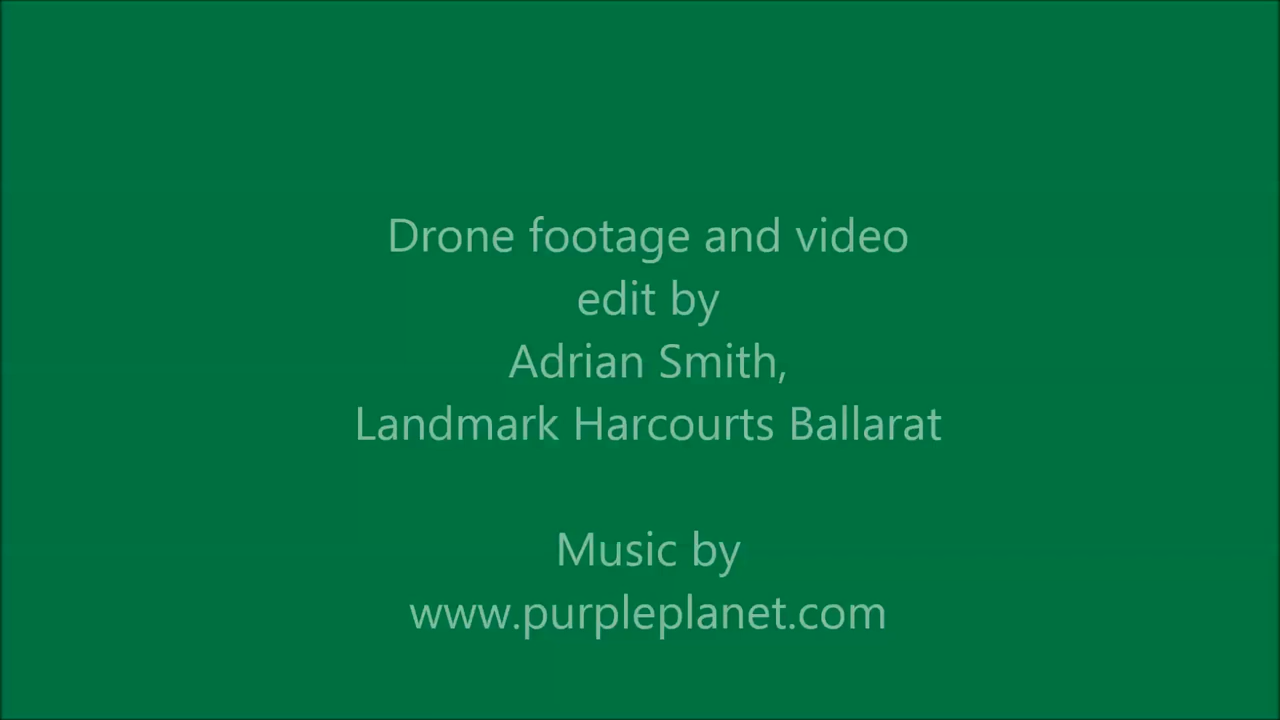 Drone footage and video
edit by
Adrian Smith,
Landmark Harcourts Ballarat
Music by
www.purpleplanet.com